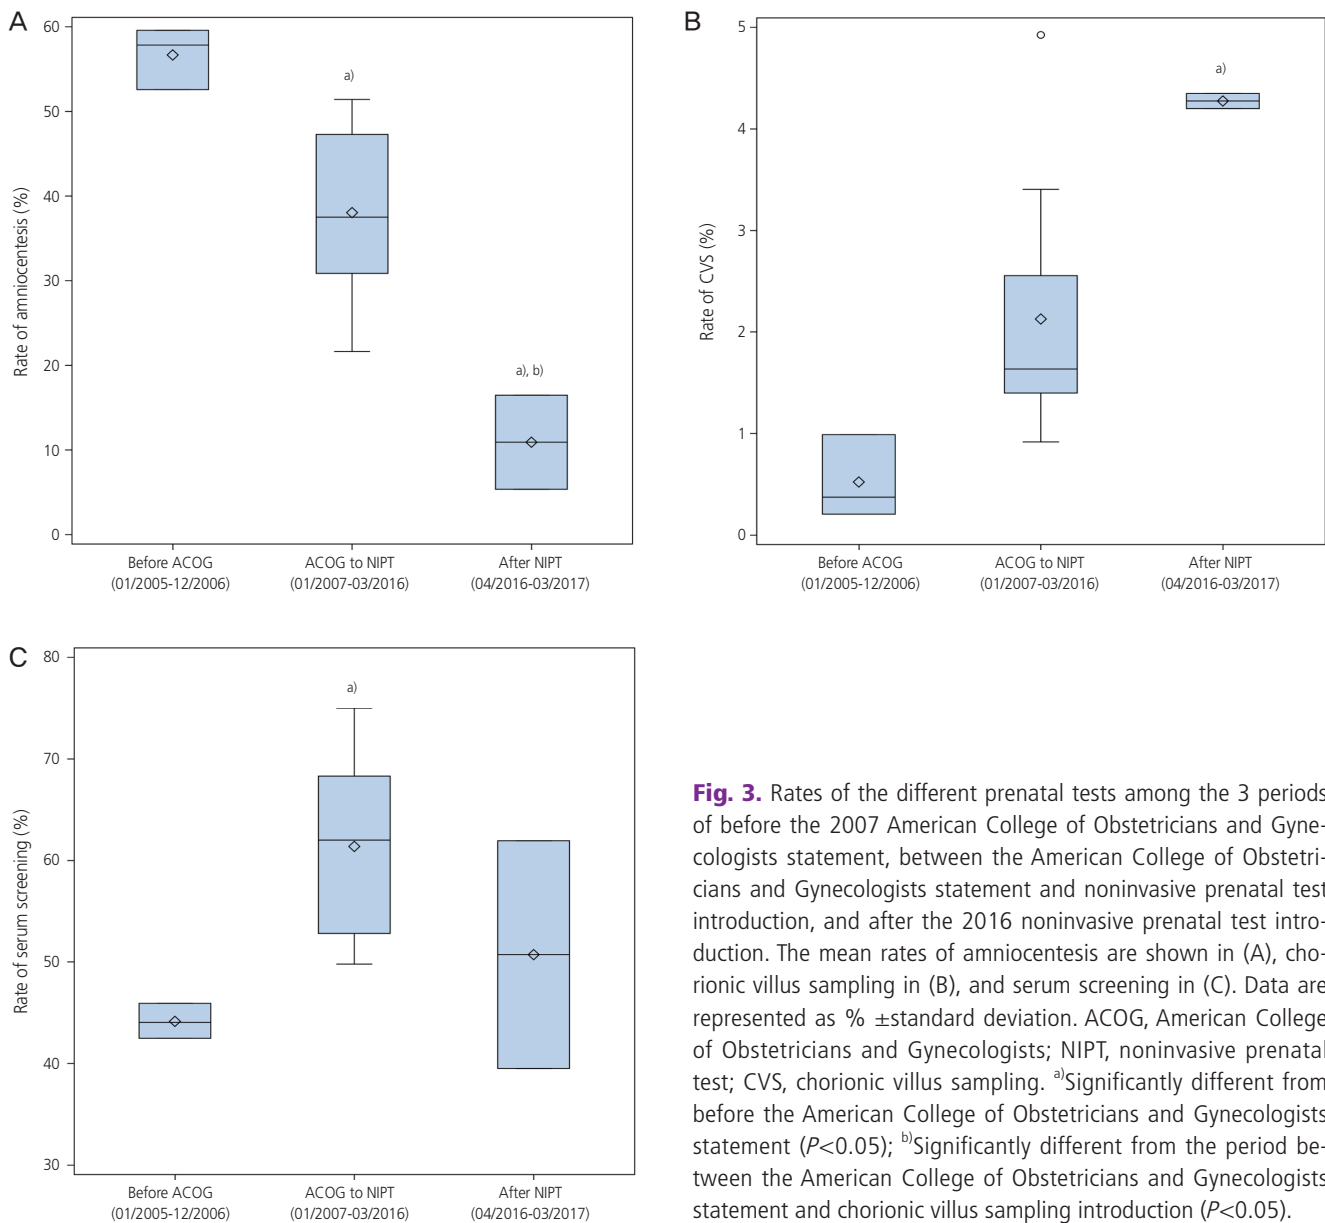 A
60
50
40
30
20
10
0
Rate of amniocentesis (%)
a)
a), b)
Before ACOG
(01/2005-12/2006)
ACOG to NIPT
(01/2007-03/2016)
After NIPT
(04/2016-03/2017)
B
5
4
3
2
1
0
Rate of CVS (%)
a)
Before ACOG
(01/2005-12/2006)
ACOG to NIPT
(01/2007-03/2016)
After NIPT
(04/2016-03/2017)
C
80
70
60
50
40
30
Rate of serum screening (%)
a)
Before ACOG
(01/2005-12/2006)
ACOG to NIPT
(01/2007-03/2016)
After NIPT
(04/2016-03/2017)
Fig. 3. Rates of the different prenatal tests among the 3 periods
of before the 2007 American College of Obstetricians and Gyne-
cologists statement, between the American College of Obstetri-
cians and Gynecologists statement and noninvasive prenatal test
introduction, and after the 2016 noninvasive prenatal test intro-
duction. The mean rates of amniocentesis are shown in (A), cho-
rionic villus sampling in (B), and serum screening in (C). Data are
represented as % ±standard deviation. ACOG, American College
of Obstetricians and Gynecologists; NIPT, noninvasive prenatal
test; CVS, chorionic villus sampling. a)Significantly different from
before the American College of Obstetricians and Gynecologists
statement (P<0.05); b)Significantly different from the period be-
tween the American College of Obstetricians and Gynecologists
statement and chorionic villus sampling introduction (P<0.05).